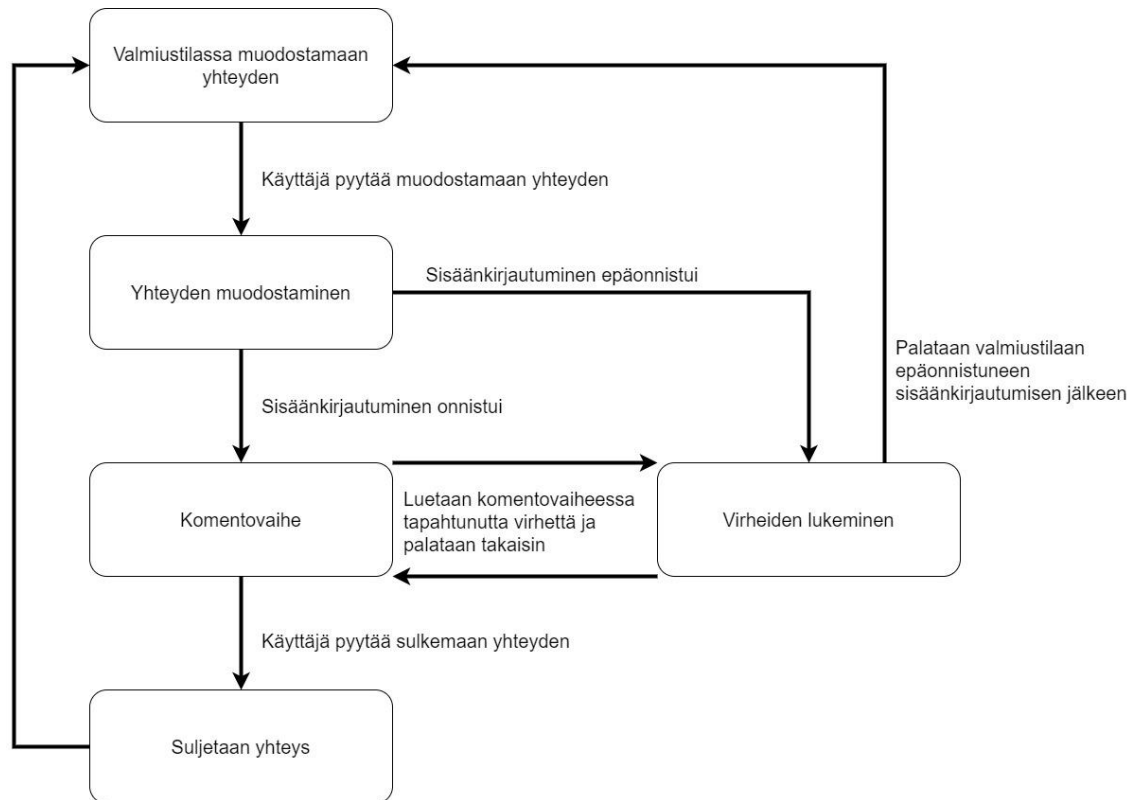 Valmiustilassa muodostamaan
yhteyden
Käyttäjä pyytää muodostamaan yhteyden
Sisäänkirjautuminen epäonnistui
Yhteyden muodostaminen
Palataan valmiustilaan
epäonnistuneen
sisäänkirjautumisen jälkeen
Sisäänkirjautuminen onnistui
Komentovaihe
Luetaan komentovaiheessa
tapahtunutta virhettä ja
palataan takaisin
Virheiden lukeminen
Käyttäjä pyytää sulkemaan yhteyden
Suljetaan yhteys